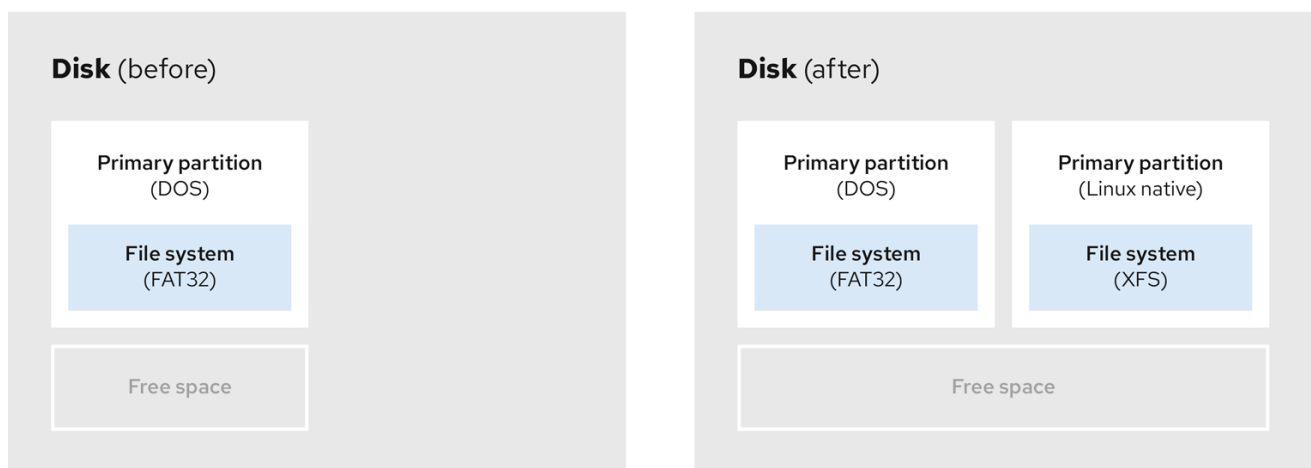 Disk (before)
Primary partition
(DOS)
File system
(FAT32)
Free space
Disk (after)
Primary partition
(DOS)
File system
(FAT32)
Primary partition
(Linux native)
File system
(XFS)
Free space